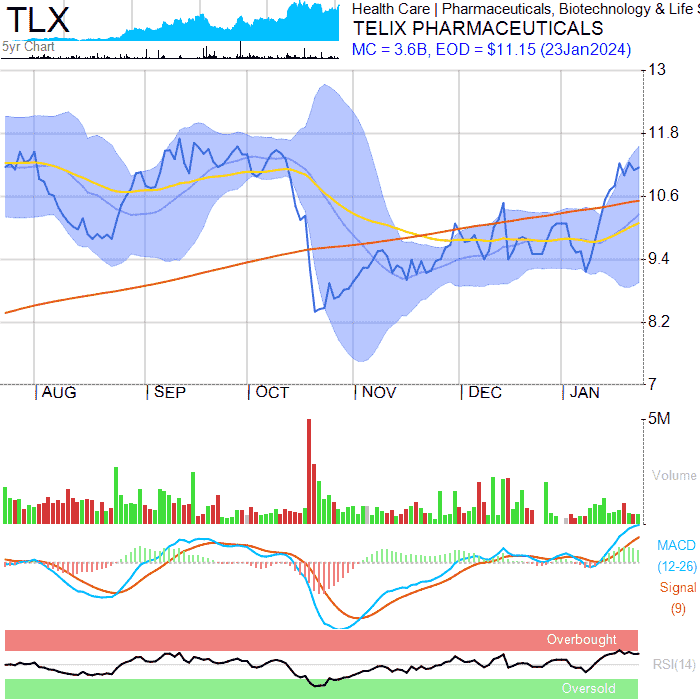 TLX
Health Care | Pharmaceuticals, Biotechnology & Life S
TELIX PHARMACEUTICALS
5yr Chart
MC = 3.6B, EOD = $11.15 (23Jan2024)
13
11.8
10.6
9.4
8.2
7
|AUG |SEP |OCT |NOV |DEC |JAN
5M
Volume
MACD
(12-26)
Signal
(9)
Overbought
RSI(14)
Oversold